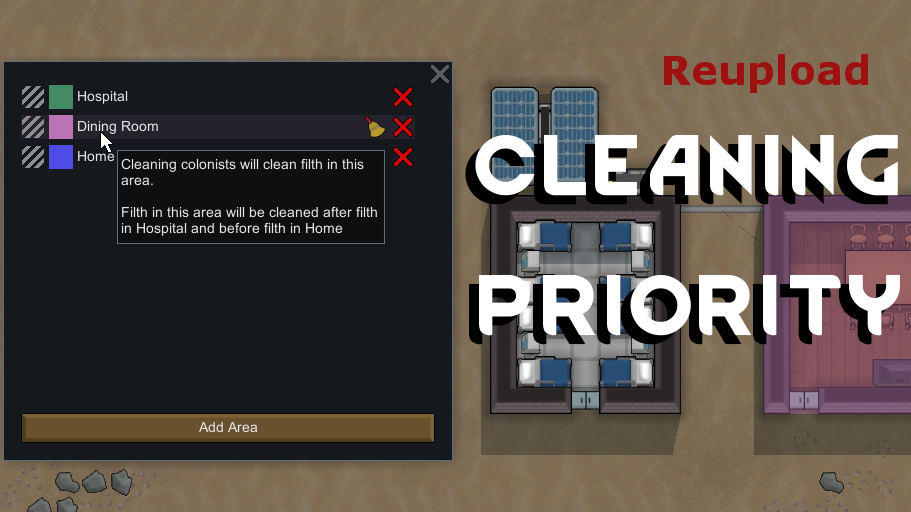 Hospital
Dining Room
Home
Cleaning colonists will clean filth in this
area.
Filth in this area will be cleaned after filth
in Hospital and before filth in Home
Add Area
Reupload
CLEANING
PRIORITY